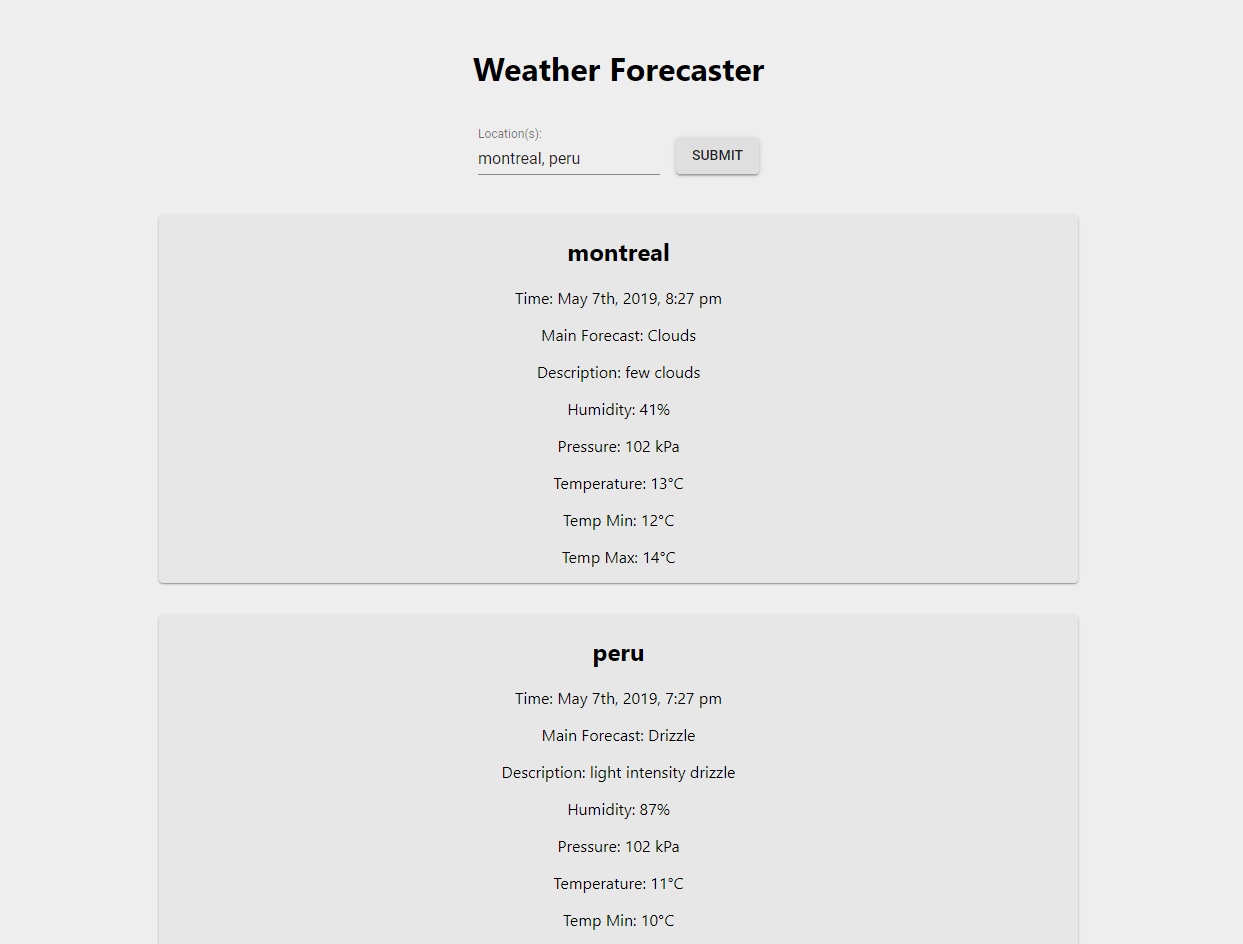 Weather Forecaster
Location(s):
montreal, peru
SUBMIT
montreal
Time: May 7th, 2019, 8:27 pm
Main Forecast: Clouds
Description: few clouds
Humidity: 41%
Pressure: 102 kPa
Temperature: 13°C
Temp Min: 12°C
Temp Max: 14°C
peru
Time: May 7th, 2019, 7:27 pm
Main Forecast: Drizzle
Description: light intensity drizzle
Humidity: 87%
Pressure: 102 kPa
Temperature: 11°C
Temp Min: 10°C